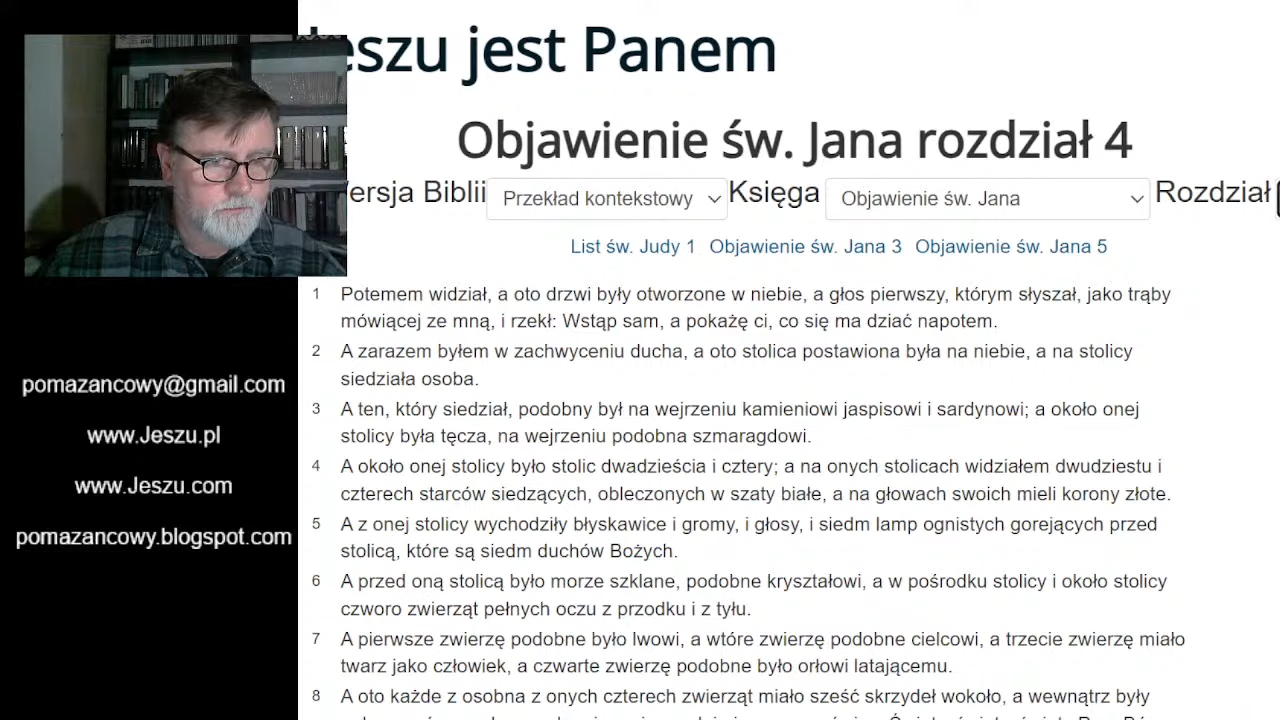 eszu jest Panem
Objawienie św. Jana rozdział 4
ersja Biblii Przekład kontekstowy Księga Objawienie św. Jana Rozdział
List św. Judy 1 Objawienie św. Jana 3 Objawienie św. Jana 5
1 Potemem widział, a oto drzwi były otworzone w niebie, a głos pierwszy, którym słyszał, jako trąby
mówiącej ze mną, i rzekł: Wstąp sam, a pokażę ci, co się ma dziać napotem.
2 A zarazem byłem w zachwyceniu ducha, a oto stolica postawiona była na niebie, a na stolicy
siedziała osoba.
3 A ten, który siedział, podobny był na wejrzeniu kamieniowi jaspisowi i sardynowi; a około onej
stolicy była tęcza, na wejrzeniu podobna szmaragdowi.
4 A około onej stolicy było stolic dwadzieścia i cztery; a na onych stolicach widziałem dwudziestu i
czterech starców siedzących, obleczonych w szaty białe, a na głowach swoich mieli korony złote.
5 A z onej stolicy wychodziły błyskawice i gromy, i głosy, i siedm lamp ognistych gorejących przed
stolicą, które są siedm duchów Bożych.
6 A przed oną stolicą było morze szklane, podobne kryształowi, a w pośrodku stolicy i około stolicy
czworo zwierząt pełnych oczu z przodku i z tyłu.
7 A pierwsze zwierzę podobne było lwowi, a wtóre zwierzę podobne cielcowi, a trzecie zwierzę miało
twarz jako człowiek, a czwarte zwierzę podobne było orłowi latającemu.
8 A oto każde z osobna z onych czterech zwierząt miało sześć skrzydeł wokoło, a wewnątrz były
pomazancowy@gmail.com
www.Jeszu.pl
www.Jeszu.com
pomazancowy.blogspot.com